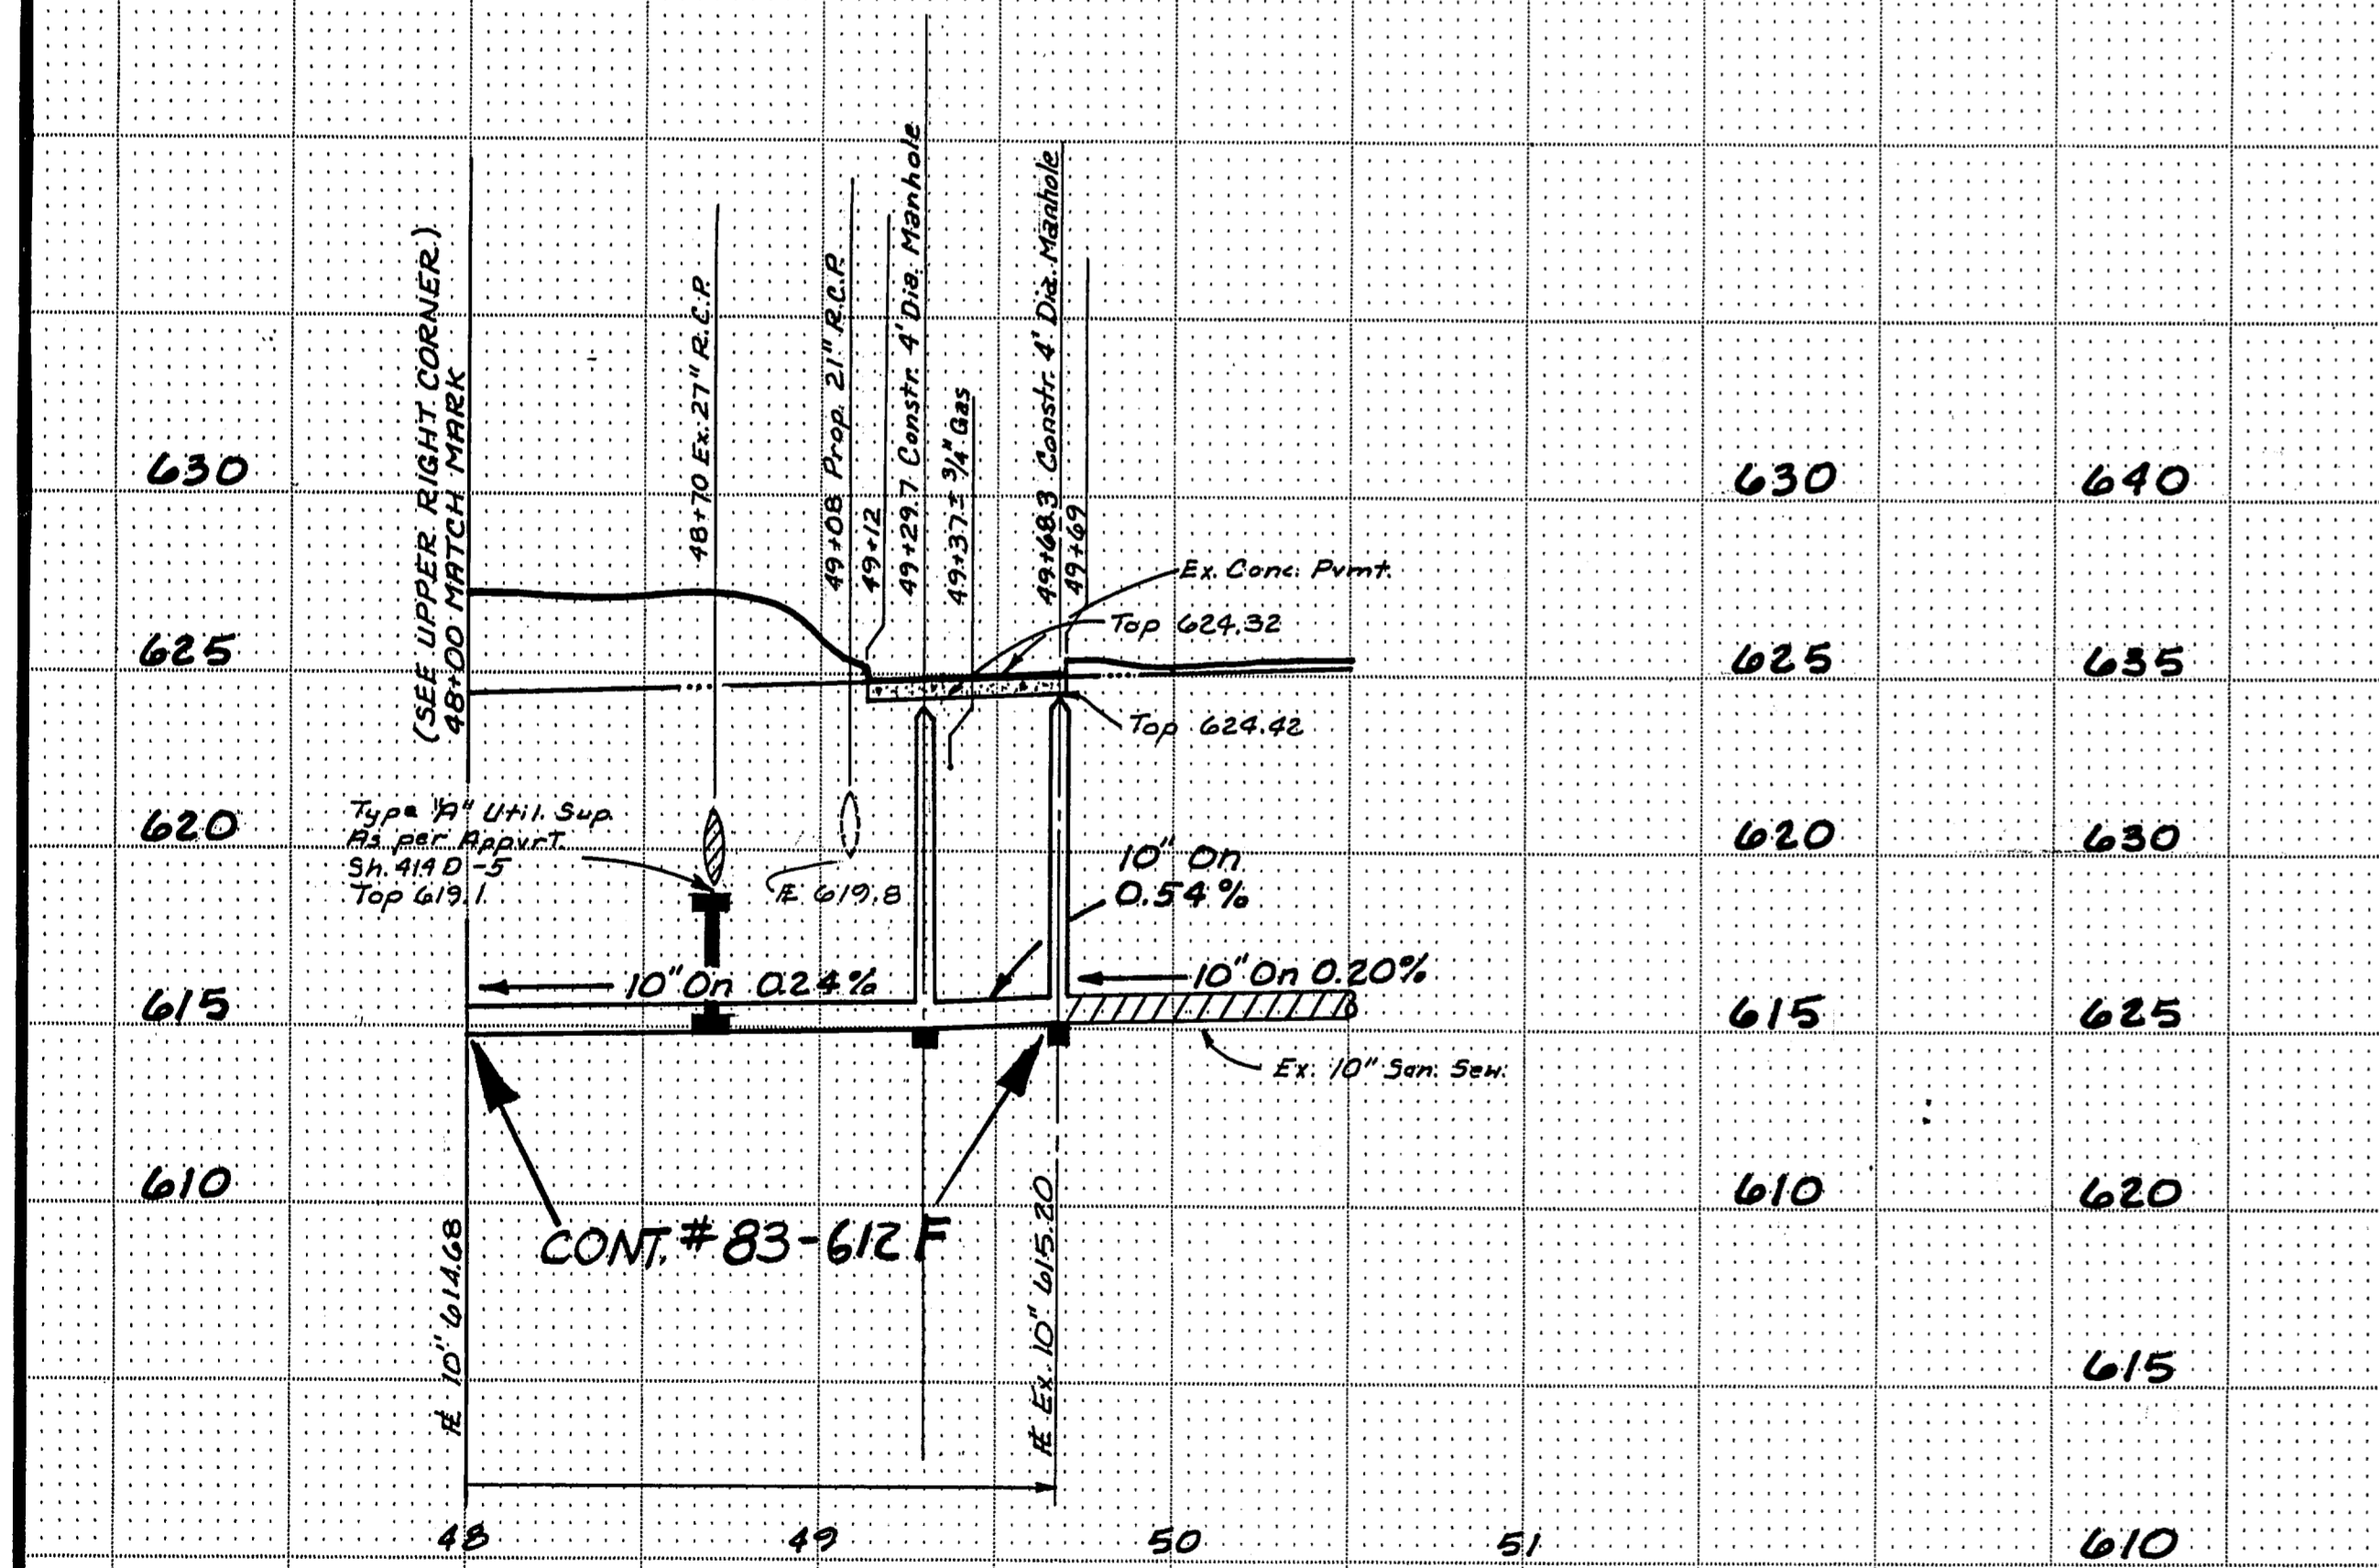 (SEE UPPER RIGHT CORNER)
48+00 MATCH MARK
48+70 Ex. 27" R.C.P.
49+08 Prop. 21" R.C.P.
49+12
49+29.7 Constr. 4' Dia. Manhole
49+37± 3/4" Gas
49+68.3 Constr. 4' Dia. Manhole
49+69
630
630
640
Ex. Conc. Pvmt.
Top 624.32
625
625
635
Top 624.42
620
Type "A" Util. Sup.
As per Appurt.
Sh. 414 D-5
Top 619.1
620
630
℄ 619.8
10" On
0.54%
10" On 0.24%
10" On 0.20%
615
615
625
Ex. 10" San. Sew.
610
610
620
CONT. # 83-612 F
10" 614.68
Ex. 10" 615.20
615
48
49
50
51
610